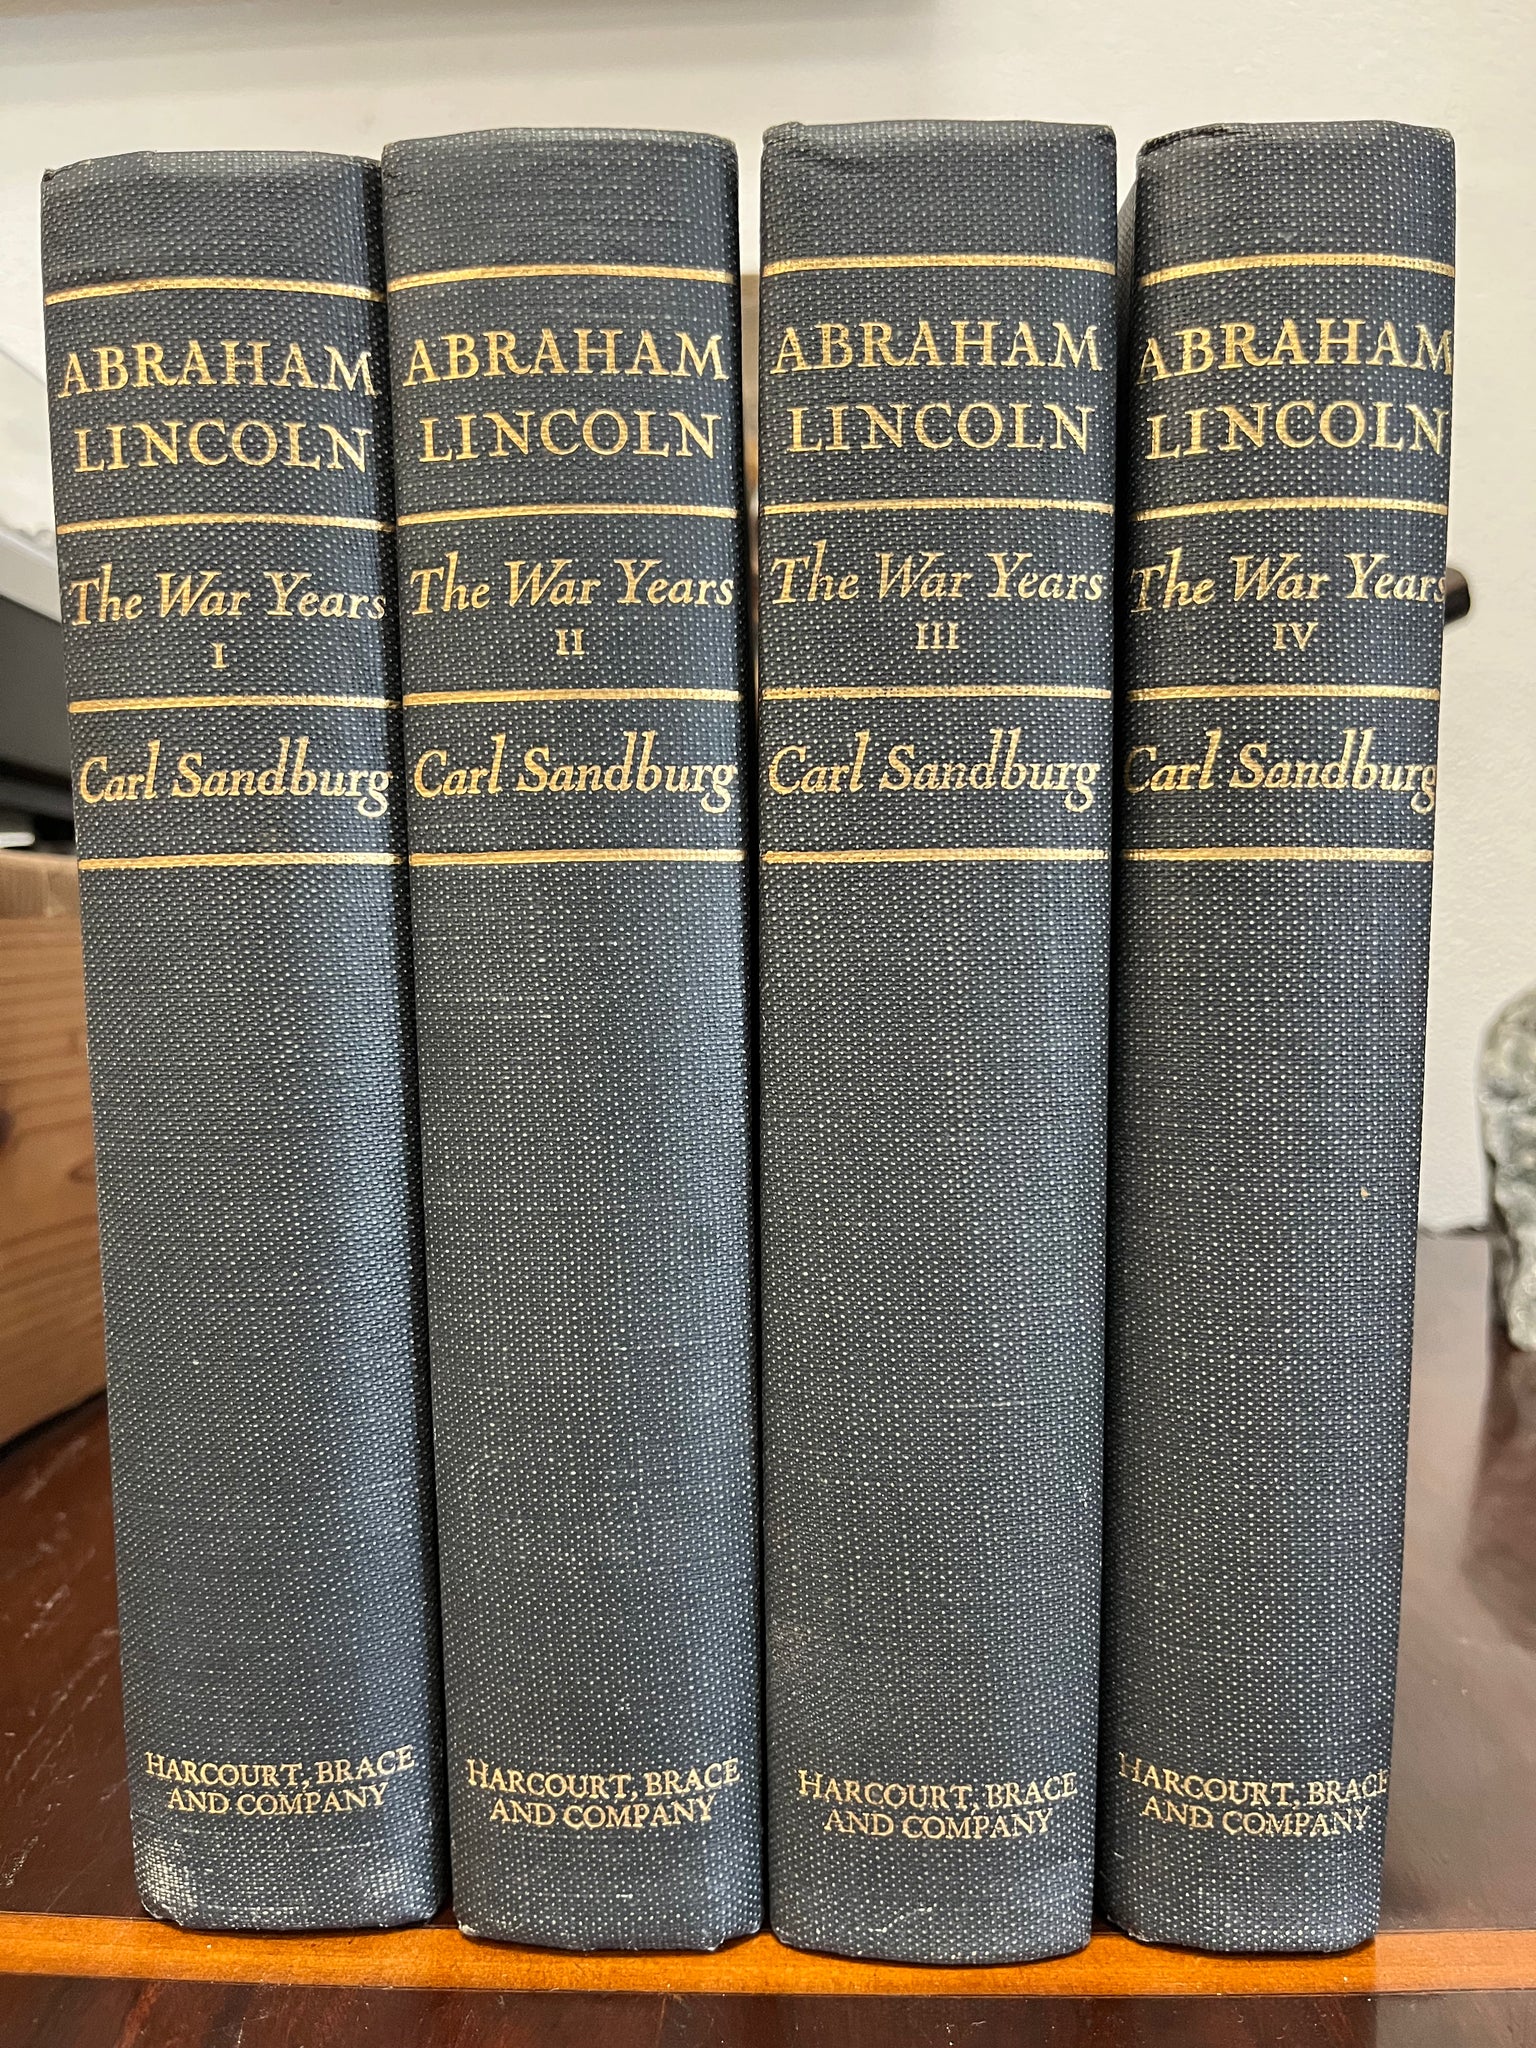 ABRAHAM
LINCOLN
The War Years
I
Carl Sandburg
HARCOURT, BRACE
AND COMPANY
ABRAHAM
LINCOLN
The War Years
II
Carl Sandburg
HARCOURT, BRACE
AND COMPANY
ABRAHAM
LINCOLN
The War Years
III
Carl Sandburg
HARCOURT, BRACE
AND COMPANY
ABRAHAM
LINCOLN
The War Years
IV
Carl Sandburg
HARCOURT, BRACE
AND COMPANY